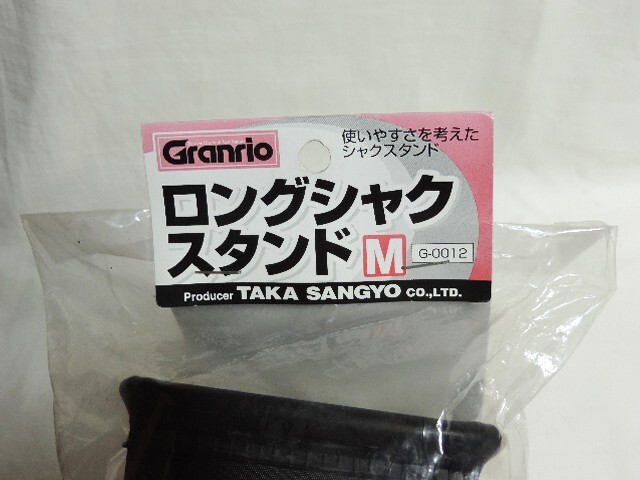 Granrio
使いやすさを考えた
シャクスタンド
ロングシャク
スタンド M G-0012
Producer TAKA SANGYO CO.,LTD.